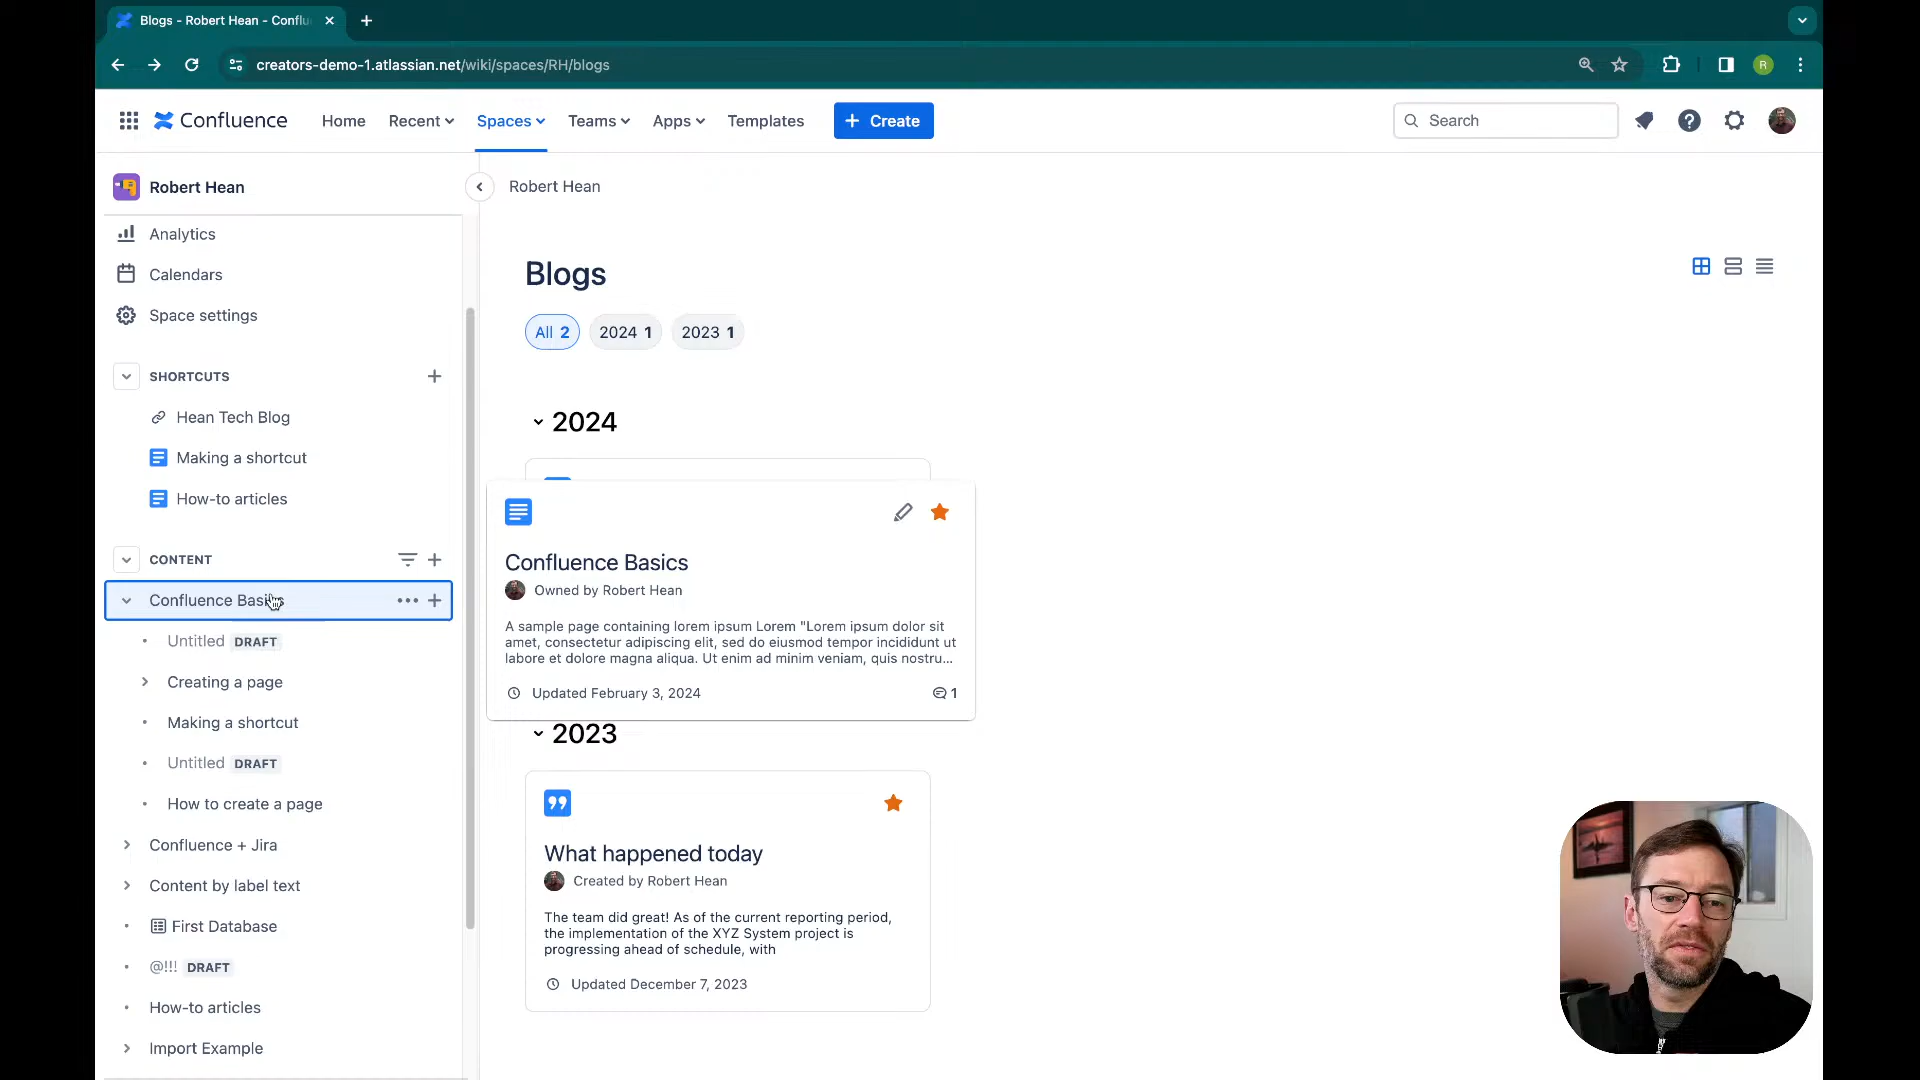 Blogs - Robert Hean - Conflu
creators-demo-1.atlassian.net/wiki/spaces/RH/blogs
R
Confluence
Home
Recent
Spaces
Teams
Apps
Templates
+ Create
Search
Robert Hean
Analytics
Calendars
Space settings
SHORTCUTS
Hean Tech Blog
Making a shortcut
How-to articles
CONTENT
Confluence Basics
Untitled DRAFT
Creating a page
Making a shortcut
Untitled DRAFT
How to create a page
Confluence + Jira
Content by label text
First Database
@!!! DRAFT
How-to articles
Import Example
Robert Hean
Blogs
All 2
2024 1
2023 1
2024
Confluence Basics
Owned by Robert Hean
A sample page containing lorem ipsum Lorem "Lorem ipsum dolor sit
amet, consectetur adipiscing elit, sed do eiusmod tempor incididunt ut
labore et dolore magna aliqua. Ut enim ad minim veniam, quis nostru...
Updated February 3, 2024
1
2023
What happened today
Created by Robert Hean
The team did great! As of the current reporting period,
the implementation of the XYZ System project is
progressing ahead of schedule, with
Updated December 7, 2023